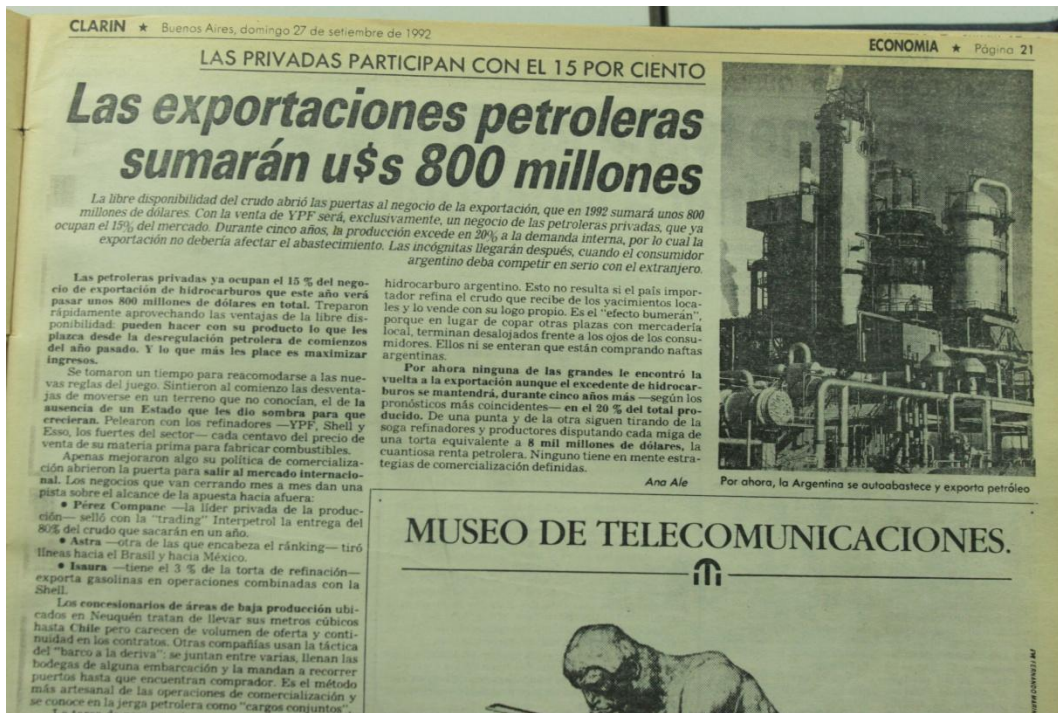 CLARIN ★ Buenos Aires, domingo 27 de setiembre de 1992
ECONOMIA ★ Página 21
LAS PRIVADAS PARTICIPAN CON EL 15 POR CIENTO
Las exportaciones petroleras
sumarán u$s 800 millones
La libre disponibilidad del crudo abrió las puertas al negocio de la exportación, que en 1992 sumará unos 800
millones de dólares. Con la venta de YPF será, exclusivamente, un negocio de las petroleras privadas, que ya
ocupan el 15% del mercado. Durante cinco años, la producción excede en 20% a la demanda interna, por lo cual la
exportación no debería afectar el abastecimiento. Las incógnitas llegarán después, cuando el consumidor
argentino deba competir en serio con el extranjero.
Las petroleras privadas ya ocupan el 15 % del nego-
cio de exportación de hidrocarburos que este año verá
pasar unos 800 millones de dólares en total. Treparon
rápidamente aprovechando las ventajas de la libre dis-
ponibilidad: pueden hacer con su producto lo que les
plazca desde la desregulación petrolera de comienzos
del año pasado. Y lo que más les place es maximizar
ingresos.
Se tomaron un tiempo para reacomodarse a las nue-
vas reglas del juego. Sintieron al comienzo las desventa-
jas de moverse en un terreno que no conocían, el de la
ausencia de un Estado que les dio sombra para que
crecieran. Pelearon con los refinadores —YPF, Shell y
Esso, los fuertes del sector— cada centavo del precio de
venta de su materia prima para fabricar combustibles.
Apenas mejoraron algo su política de comercializa-
ción abrieron la puerta para salir al mercado internacio-
nal. Los negocios que van cerrando mes a mes dan una
pista sobre el alcance de la apuesta hacia afuera:
● Pérez Companc —la líder privada de la produc-
ción— selló con la "trading" Interpetrol la entrega del
80% del crudo que sacarán en un año.
● Astra —otra de las que encabeza el ránking— tiró
líneas hacia el Brasil y hacia México.
● Isaura —tiene el 3 % de la torta de refinación—
exporta gasolinas en operaciones combinadas con la
Shell.
Los concesionarios de áreas de baja producción ubi-
cados en Neuquén tratan de llevar sus metros cúbicos
hasta Chile pero carecen de volumen de oferta y conti-
nuidad en los contratos. Otras compañías usan la táctica
del "barco a la deriva": se juntan entre varias, llenan las
bodegas de alguna embarcación y la mandan a recorrer
puertos hasta que encuentran comprador. Es el método
más artesanal de las operaciones de comercialización y
se conoce en la jerga petrolera como "cargos conjuntos".
hidrocarburo argentino. Esto no resulta si el país impor-
tador refina el crudo que recibe de los yacimientos loca-
les y lo vende con su logo propio. Es el "efecto bumerán",
porque en lugar de copar otras plazas con mercadería
local, terminan desalojados frente a los ojos de los consu-
midores. Ellos ni se enteran que están comprando naftas
argentinas.
Por ahora ninguna de las grandes le encontró la
vuelta a la exportación aunque el excedente de hidrocar-
buros se mantendrá, durante cinco años más —según los
pronósticos más coincidentes— en el 20 % del total pro-
ducido. De una punta y de la otra siguen tirando de la
soga refinadores y productores disputando cada miga de
una torta equivalente a 8 mil millones de dólares, la
cuantiosa renta petrolera. Ninguno tiene en mente estra-
tegias de comercialización definidas.
Ana Ale
Por ahora, la Argentina se autoabastece y exporta petróleo
MUSEO DE TELECOMUNICACIONES.